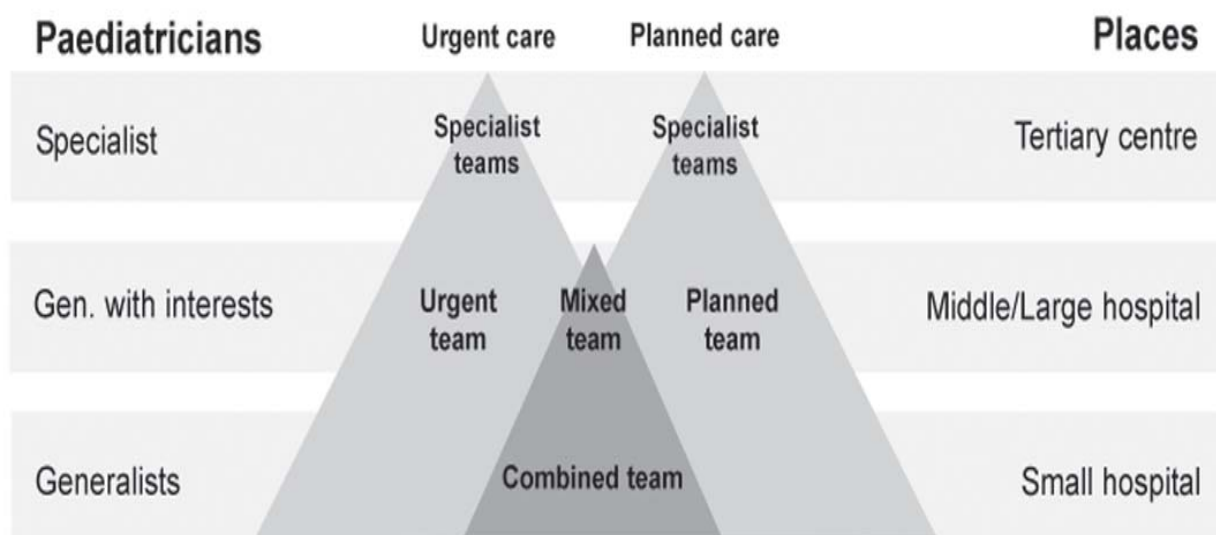 Paediatricians
Urgent care
Planned care
Places
Specialist
Specialist
teams
Specialist
teams
Tertiary centre
Gen. with interests
Urgent
team
Mixed
team
Planned
team
Middle/Large hospital
Generalists
Combined team
Small hospital